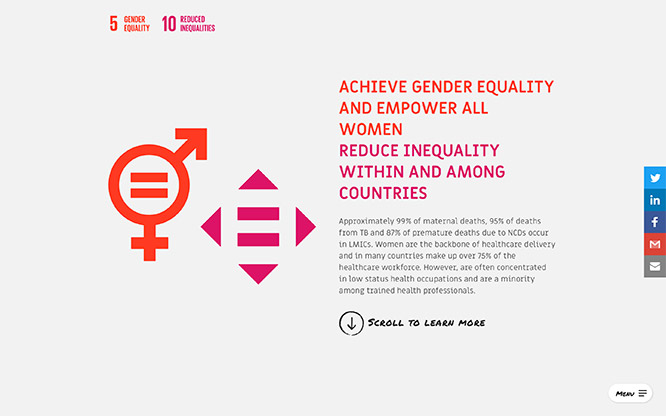 5 GENDER EQUALITY
10 REDUCED INEQUALITIES
ACHIEVE GENDER EQUALITY
AND EMPOWER ALL
WOMEN
REDUCE INEQUALITY
WITHIN AND AMONG
COUNTRIES
Approximately 99% of maternal deaths, 95% of deaths
from TB and 87% of premature deaths due to NCDs occur
in LMICs. Women are the backbone of healthcare delivery
and in many countries make up over 75% of the
healthcare workforce. However, are often concentrated
in low status health occupations and are a minority
among trained health professionals.
SCROLL TO LEARN MORE
MENU